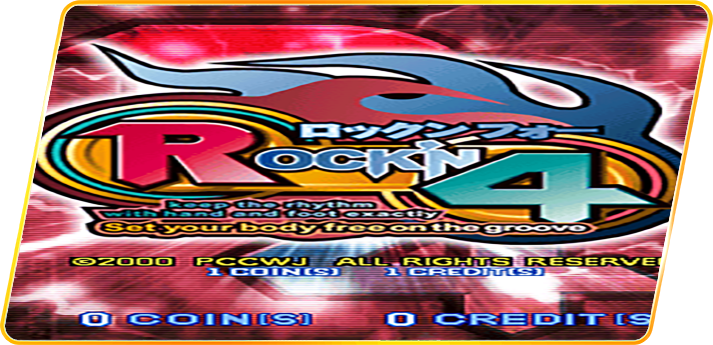 ロックンフォー
ROCK'N 4
keep the rhythm
with hand and foot exactly
Set your body free on the groove
©2000 PCCWJ ALL RIGHTS RESERVE
1 COIN(S) 1 CREDIT(S)
0 COIN(S) 0 CREDIT(S